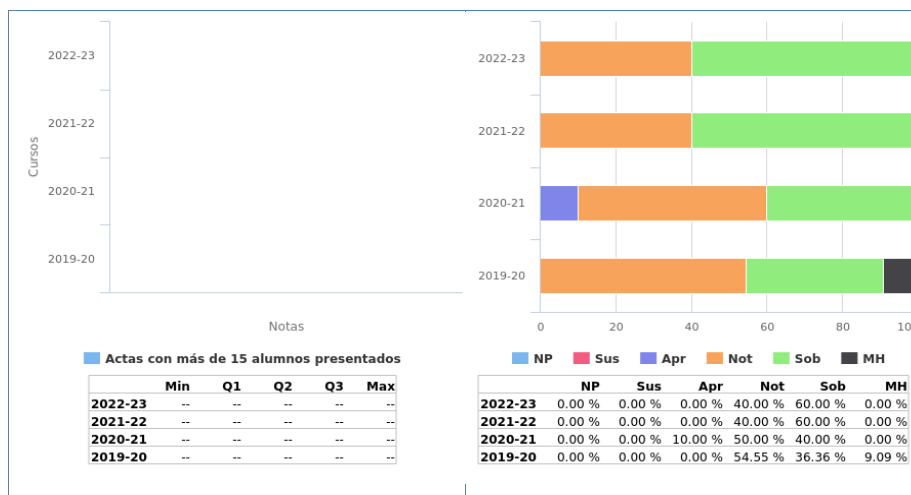 Cursos
2022-23
2021-22
2020-21
2019-20
Notas
Actas con más de 15 alumnos presentados
Min Q1 Q2 Q3 Max
2022-23 -- -- -- -- --
2021-22 -- -- -- -- --
2020-21 -- -- -- -- --
2019-20 -- -- -- -- --
2022-23
2021-22
2020-21
2019-20
0 20 40 60 80 10
NP Sus Apr Not Sob MH
NP Sus Apr Not Sob MH
2022-23 0.00 % 0.00 % 0.00 % 40.00 % 60.00 % 0.00 %
2021-22 0.00 % 0.00 % 0.00 % 40.00 % 60.00 % 0.00 %
2020-21 0.00 % 0.00 % 10.00 % 50.00 % 40.00 % 0.00 %
2019-20 0.00 % 0.00 % 0.00 % 54.55 % 36.36 % 9.09 %